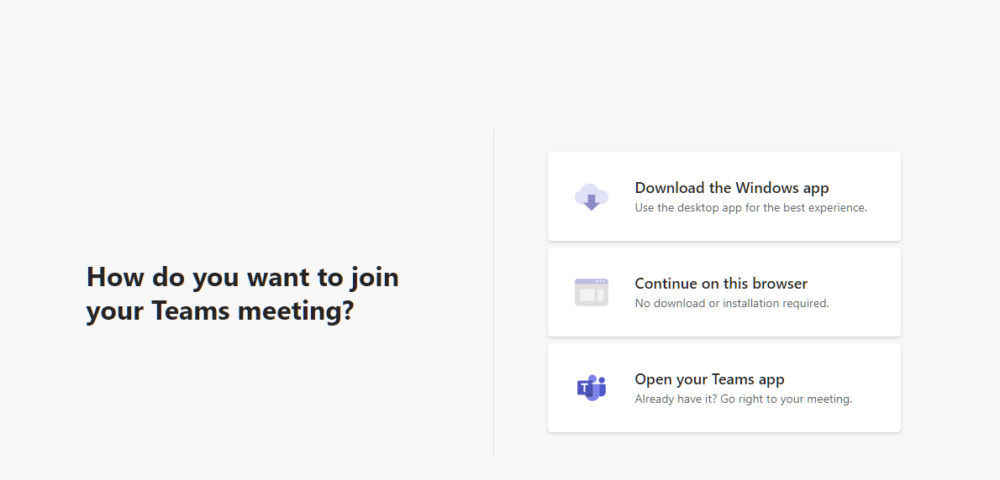 How do you want to join
your Teams meeting?
Download the Windows app
Use the desktop app for the best experience.
Continue on this browser
No download or installation required.
T
Open your Teams app
Already have it? Go right to your meeting.